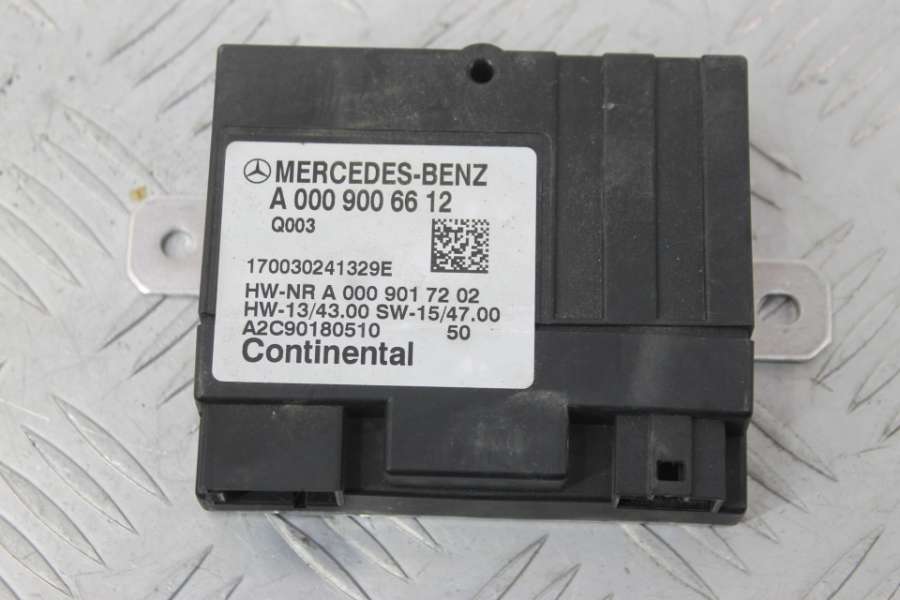 MERCEDES-BENZ
A 000 900 66 12
Q003
170030241329E
HW-NR A 000 901 72 02
HW-13/43.00 SW-15/47.00
A2C90180510 50
Continental